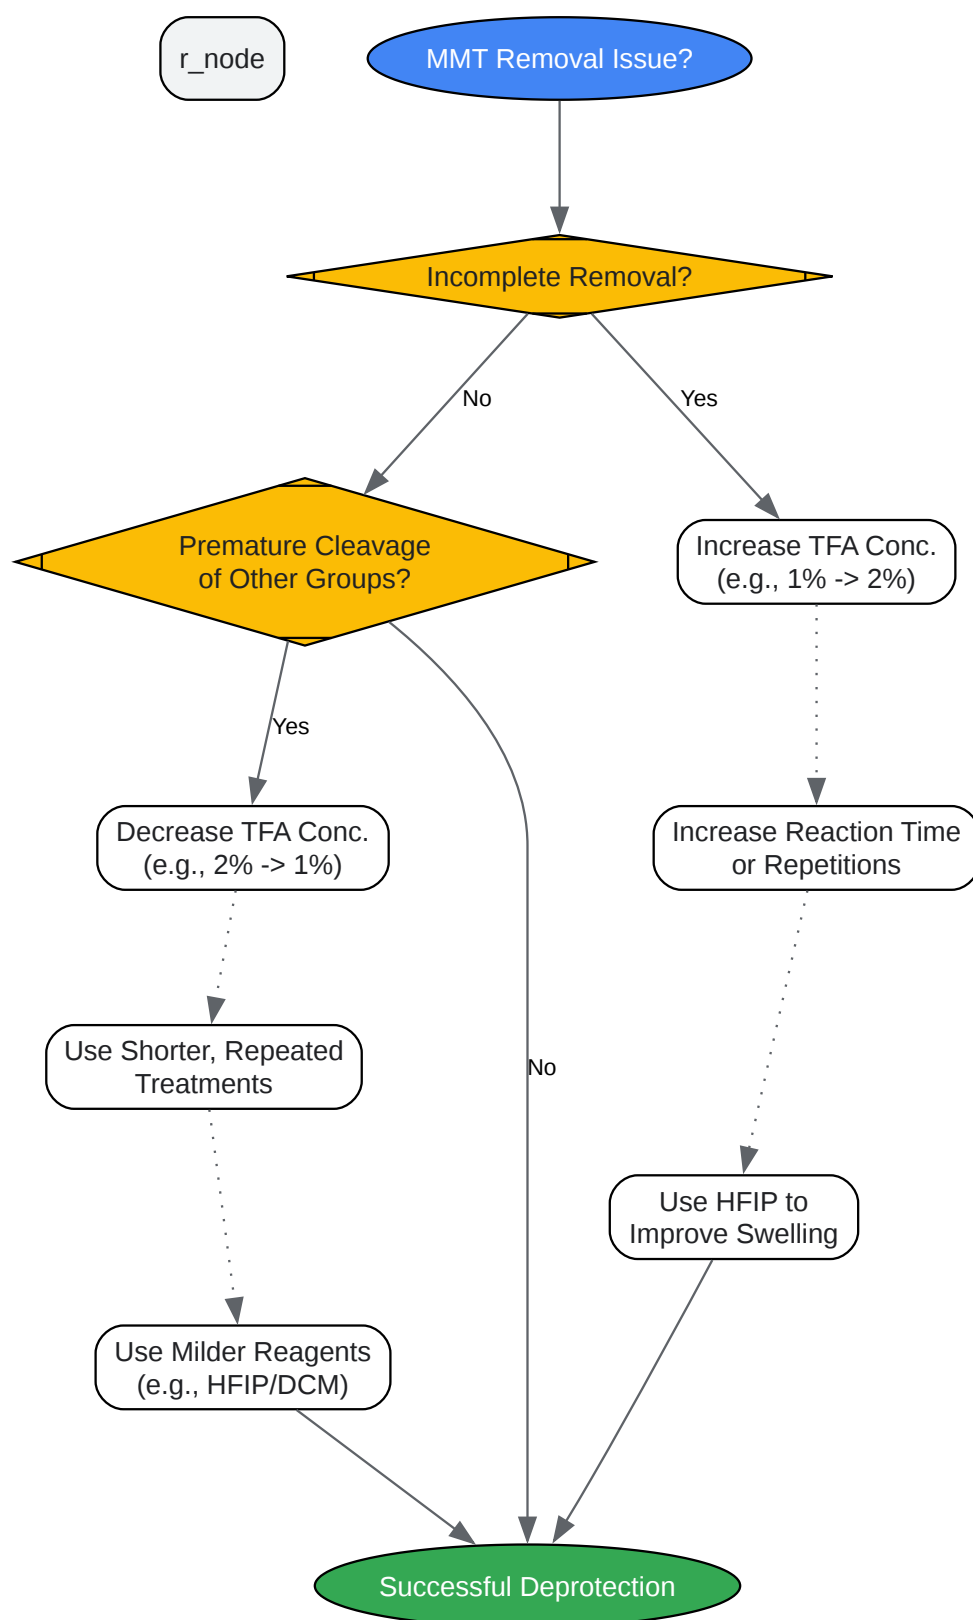 r_node
MMT Removal Issue?
Incomplete Removal?
No
Yes
Premature Cleavage
of Other Groups?
Increase TFA Conc.
(e.g., 1% -> 2%)
Yes
Decrease TFA Conc.
(e.g., 2% -> 1%)
Increase Reaction Time
or Repetitions
Use Shorter, Repeated
Treatments
No
Use HFIP to
Improve Swelling
Use Milder Reagents
(e.g., HFIP/DCM)
Successful Deprotection